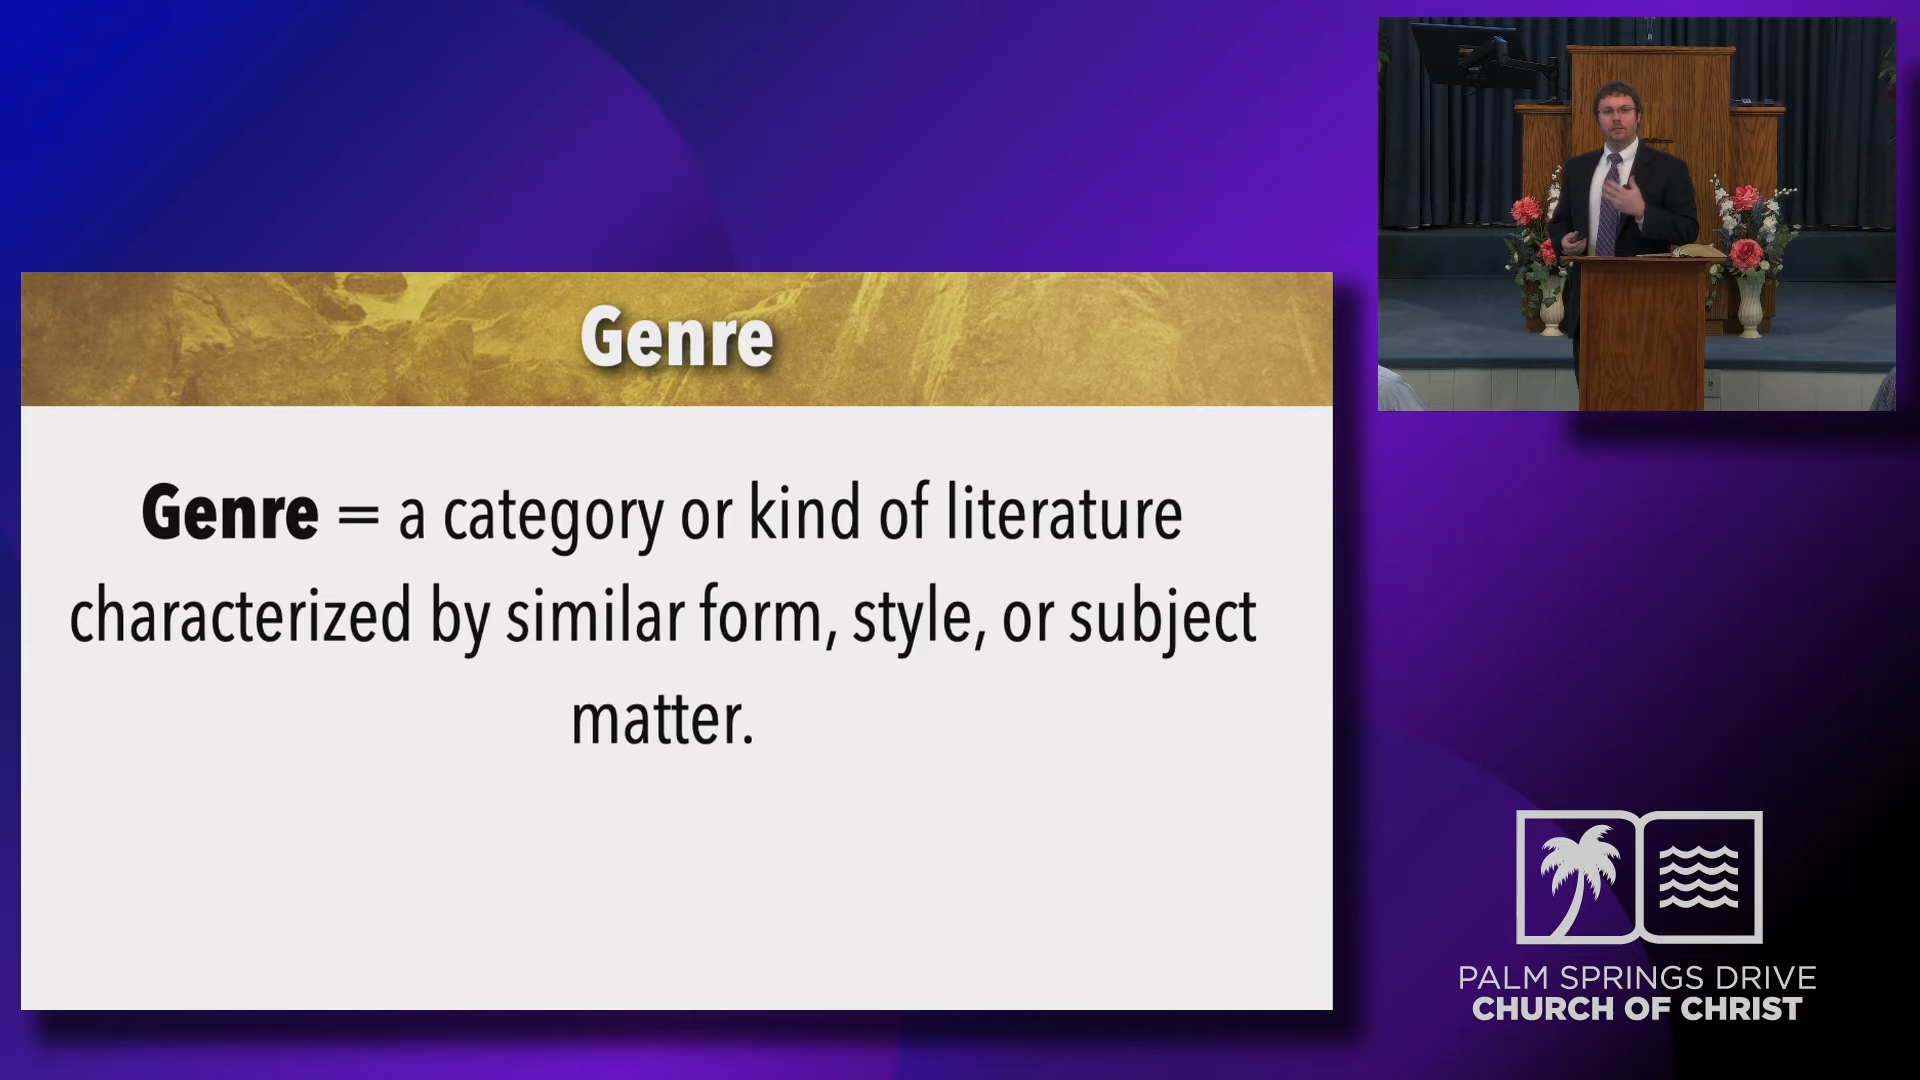 Genre
Genre = a category or kind of literature
characterized by similar form, style, or subject
matter.
PALM SPRINGS DRIVE
CHURCH OF CHRIST